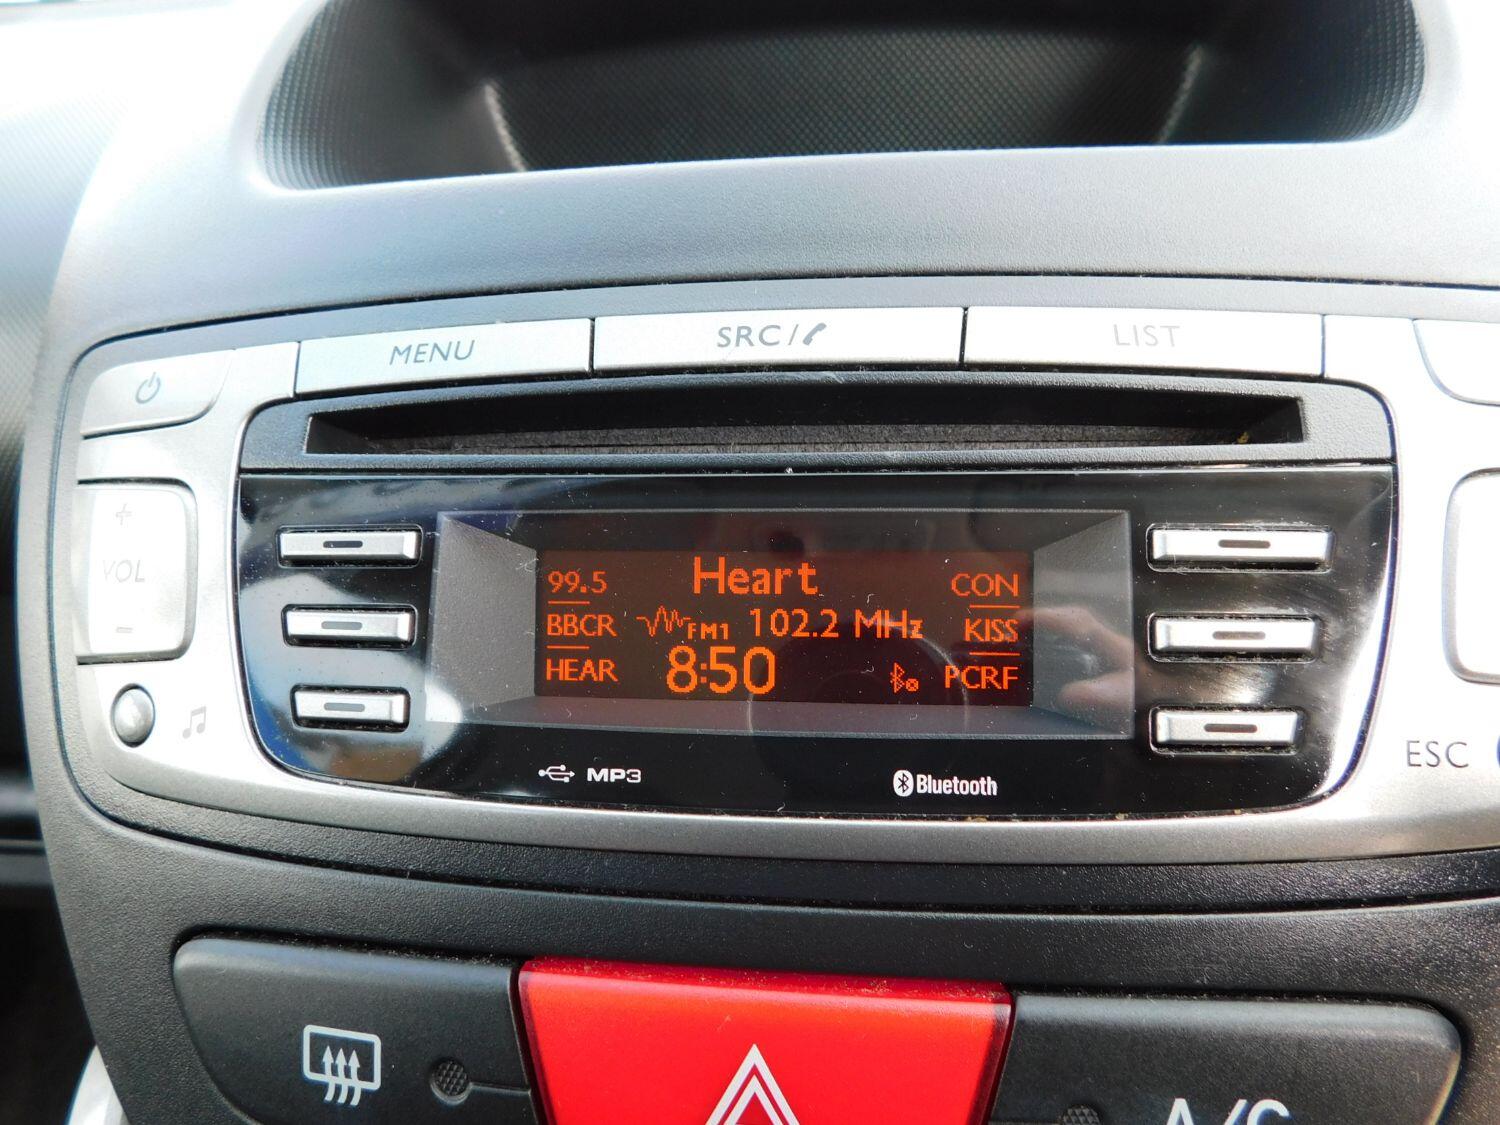 MENU
SRC/
LIST
+
VOL
−
99.5
Heart
CON
BBCR
FM1
102.2 MHz
KISS
HEAR
8:50
PCRF
MP3
Bluetooth
ESC
A/C